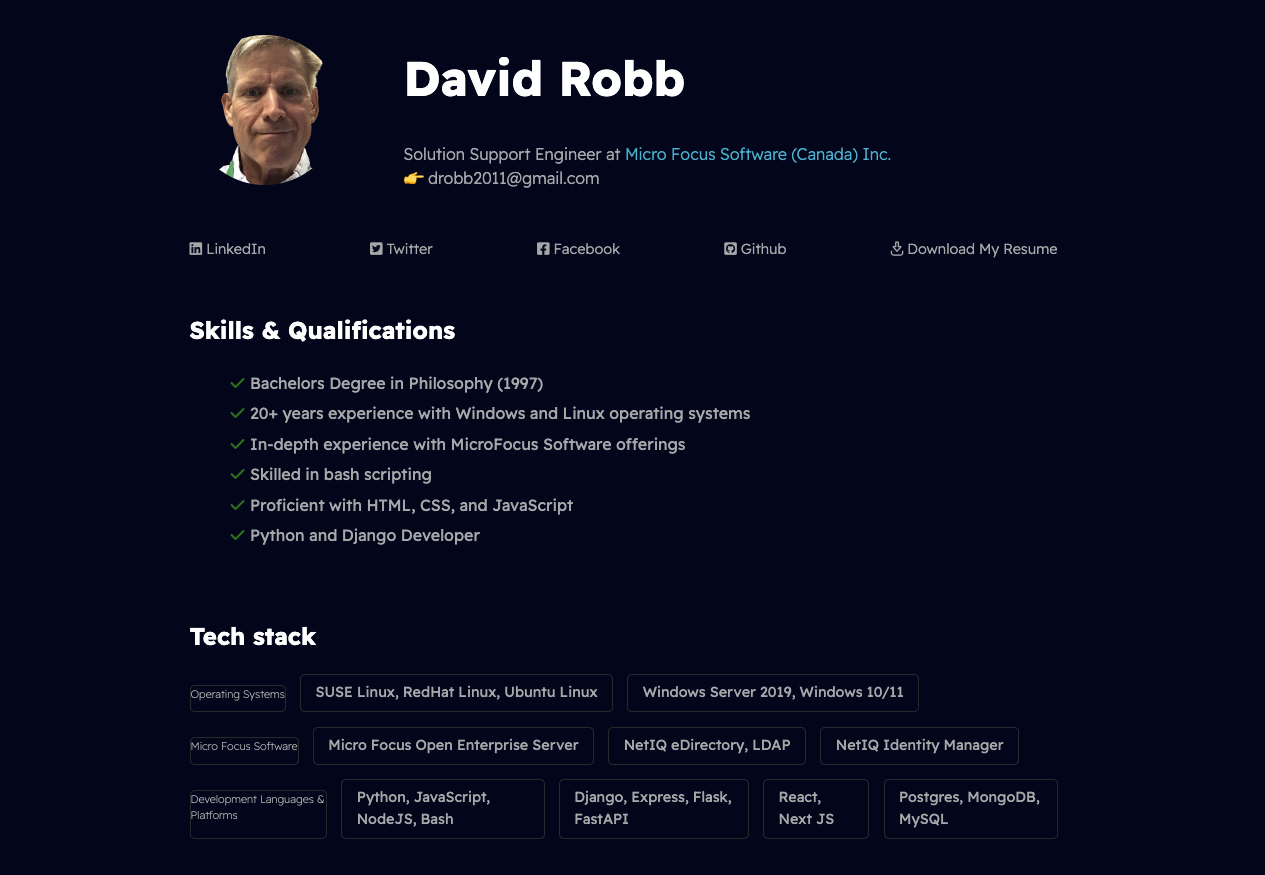 David Robb
Solution Support Engineer at Micro Focus Software (Canada) Inc.
👉 drobb2011@gmail.com
LinkedIn Twitter Facebook Github Download My Resume
Skills & Qualifications
Bachelors Degree in Philosophy (1997)
20+ years experience with Windows and Linux operating systems
In-depth experience with MicroFocus Software offerings
Skilled in bash scripting
Proficient with HTML, CSS, and JavaScript
Python and Django Developer
Tech stack
Operating Systems
SUSE Linux, RedHat Linux, Ubuntu Linux
Windows Server 2019, Windows 10/11
Micro Focus Software
Micro Focus Open Enterprise Server
NetIQ eDirectory, LDAP
NetIQ Identity Manager
Development Languages &
Platforms
Python, JavaScript,
NodeJS, Bash
Django, Express, Flask,
FastAPI
React,
Next JS
Postgres, MongoDB,
MySQL